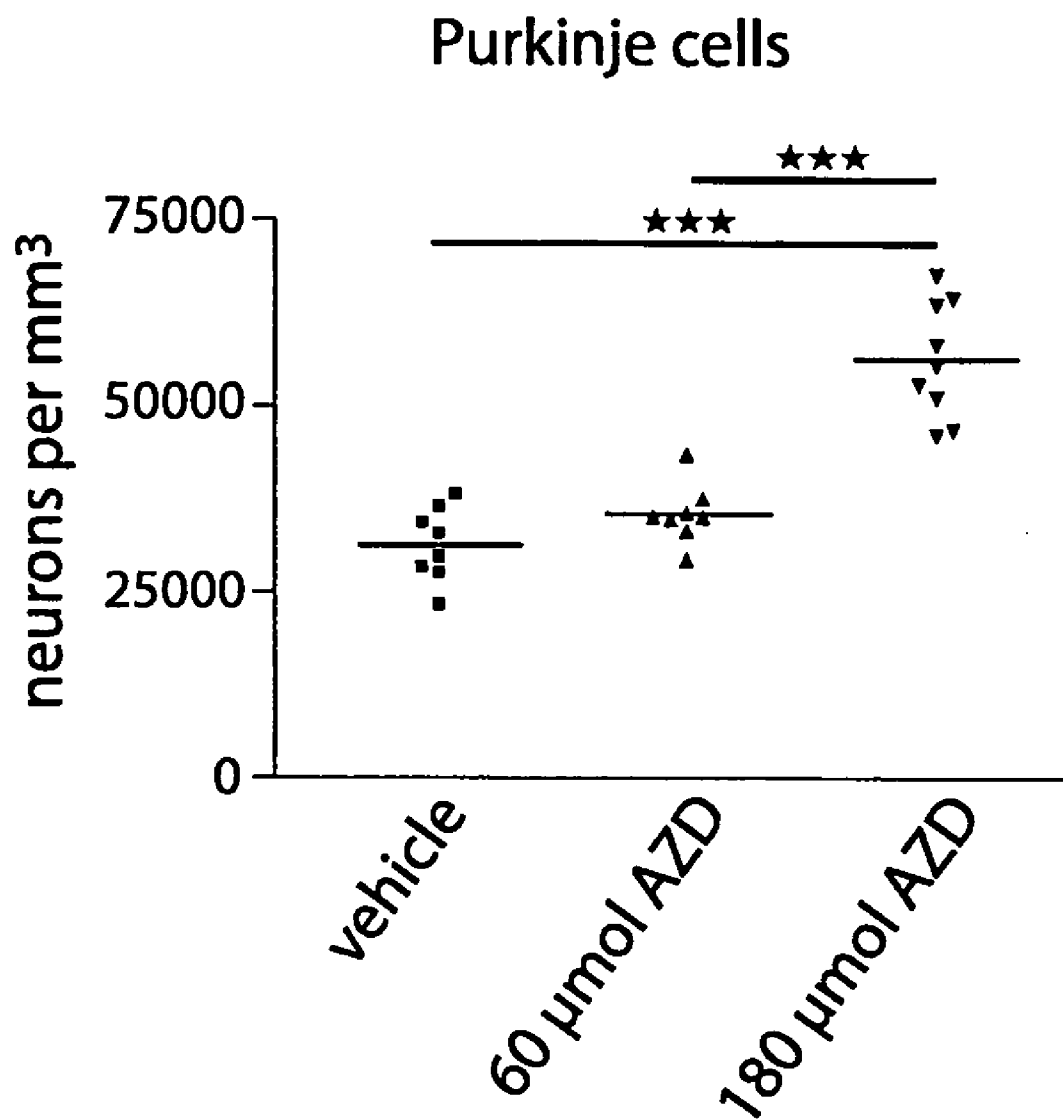 Purkinje cells
★★★
★★★
neurons per mm³
75000
50000
25000
0
vehicle
60 µmol AZD
180 µmol AZD